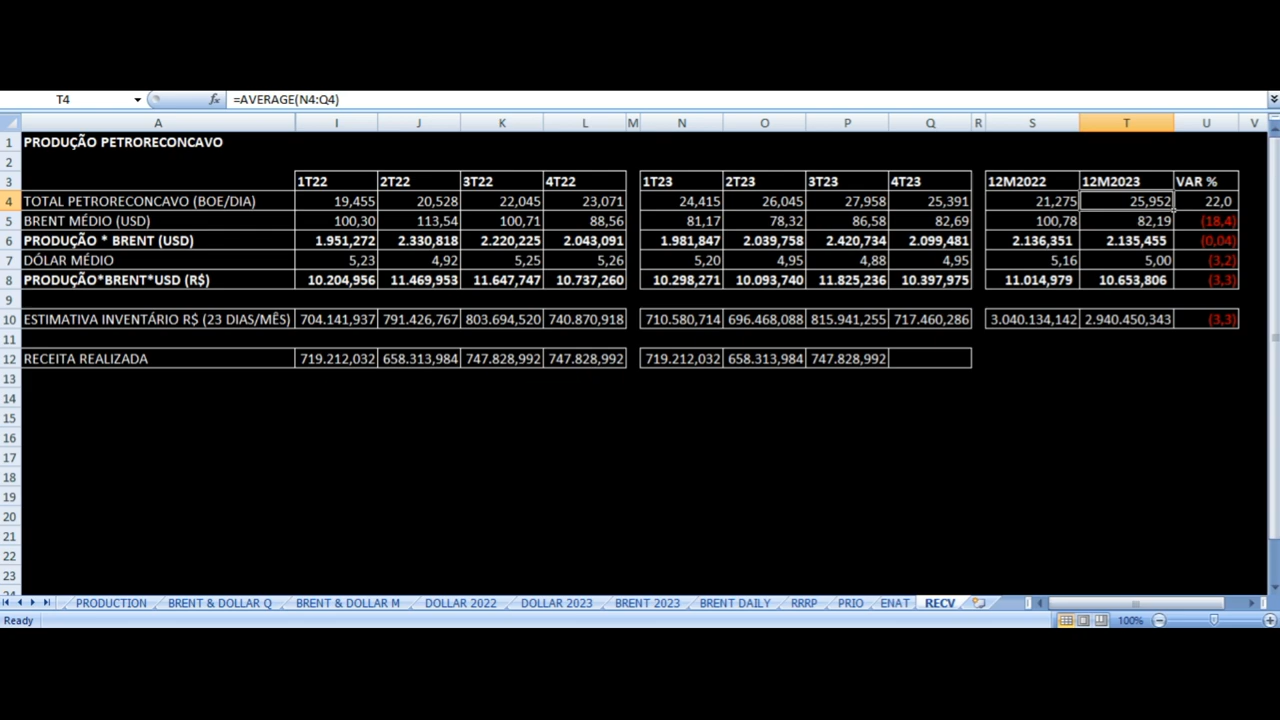 T4 fx =AVERAGE(N4:Q4)
A I J K L M N O P Q R S T U V
1 PRODUÇÃO PETRORECONCAVO
2
3 1T22 2T22 3T22 4T22 1T23 2T23 3T23 4T23 12M2022 12M2023 VAR %
4 TOTAL PETRORECONCAVO (BOE/DIA) 19,455 20,528 22,045 23,071 24,415 26,045 27,958 25,391 21,275 25,952 22,0
5 BRENT MÉDIO (USD) 100,30 113,54 100,71 88,56 81,17 78,32 86,58 82,69 100,78 82,19 (18,4)
6 PRODUÇÃO * BRENT (USD) 1.951,272 2.330,818 2.220,225 2.043,091 1.981,847 2.039,758 2.420,734 2.099,481 2.136,351 2.135,455 (0,04)
7 DÓLAR MÉDIO 5,23 4,92 5,25 5,26 5,20 4,95 4,88 4,95 5,16 5,00 (3,2)
8 PRODUÇÃO*BRENT*USD (R$) 10.204,956 11.469,953 11.647,747 10.737,260 10.298,271 10.093,740 11.825,236 10.397,975 11.014,979 10.653,806 (3,3)
9
10 ESTIMATIVA INVENTÁRIO R$ (23 DIAS/MÊS) 704.141,937 791.426,767 803.694,520 740.870,918 710.580,714 696.468,088 815.941,255 717.460,286 3.040.134,142 2.940.450,343 (3,3)
11
12 RECEITA REALIZADA 719.212,032 658.313,984 747.828,992 747.828,992 719.212,032 658.313,984 747.828,992
13
14
15
16
17
18
19
20
21
22
23
24
PRODUCTION BRENT & DOLLAR Q BRENT & DOLLAR M DOLLAR 2022 DOLLAR 2023 BRENT 2023 BRENT DAILY RRRP PRIO ENAT RECV
Ready 100%